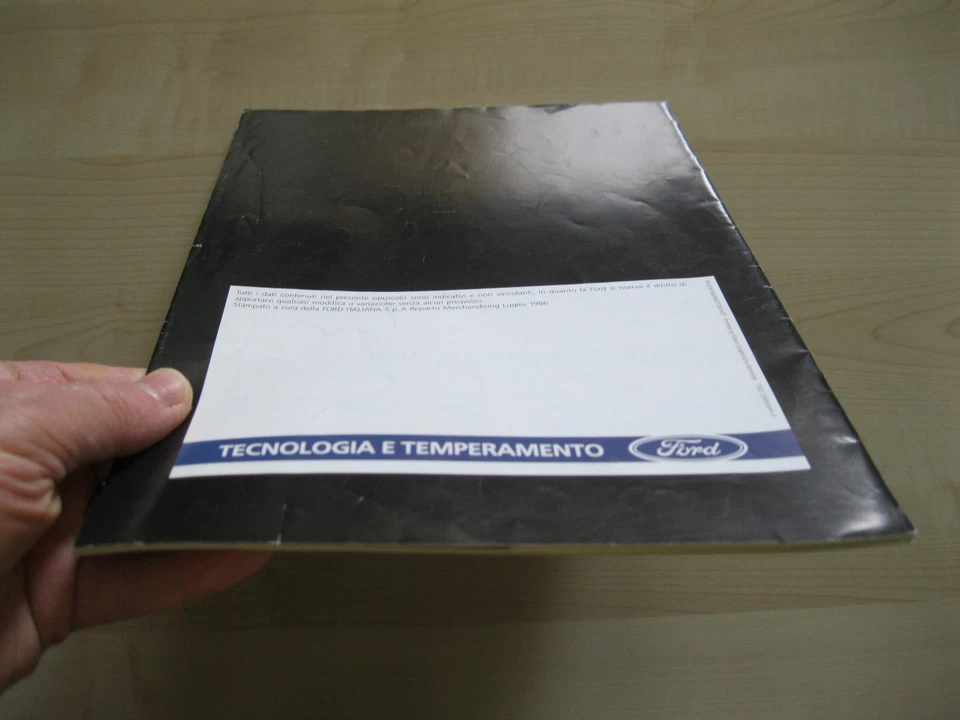 Tutti i dati contenuti nel presente opuscolo sono indicativi e non vincolanti, in quanto la Ford si riserva il diritto di
apportarvi qualsiasi modifica o variazione senza alcun preavviso.
Stampato a cura della FORD ITALIANA S.p.A Reparto Merchandising Luglio 1986
TECNOLOGIA E TEMPERAMENTO Ford